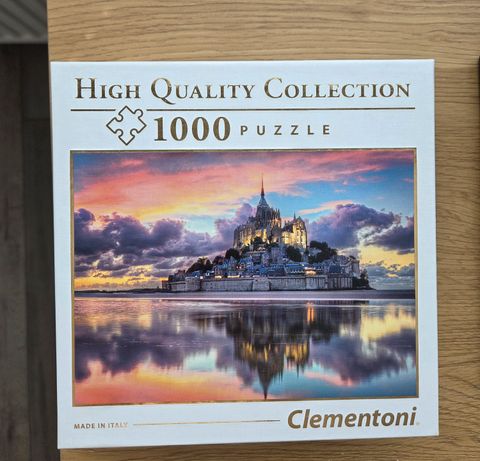 HIGH QUALITY COLLECTION
1000 PUZZLE
MADE IN ITALY
Clementoni®